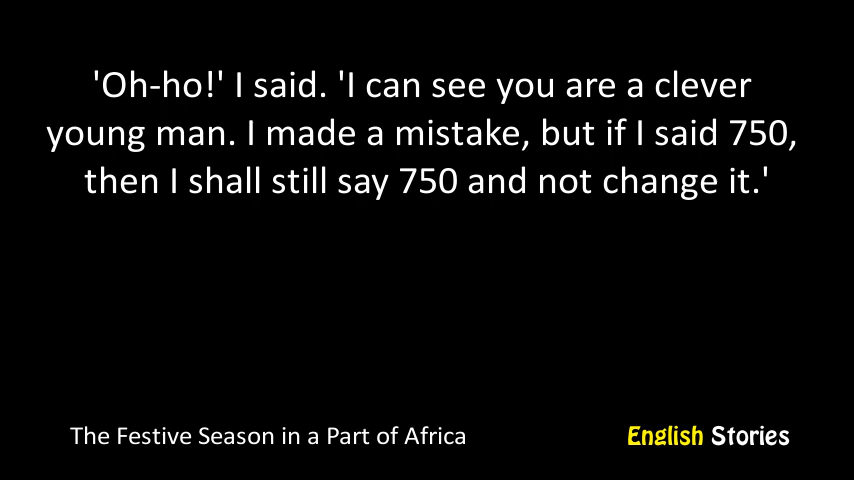 'Oh-ho!' I said. 'I can see you are a clever
young man. I made a mistake, but if I said 750,
then I shall still say 750 and not change it.'
The Festive Season in a Part of Africa
English Stories